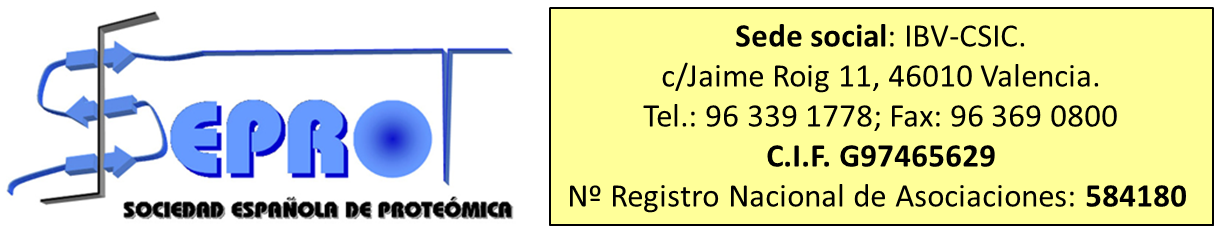 SEPROT
SOCIEDAD ESPAÑOLA DE PROTEÓMICA
Sede social: IBV-CSIC.
c/Jaime Roig 11, 46010 Valencia.
Tel.: 96 339 1778; Fax: 96 369 0800
C.I.F. G97465629
Nº Registro Nacional de Asociaciones: 584180